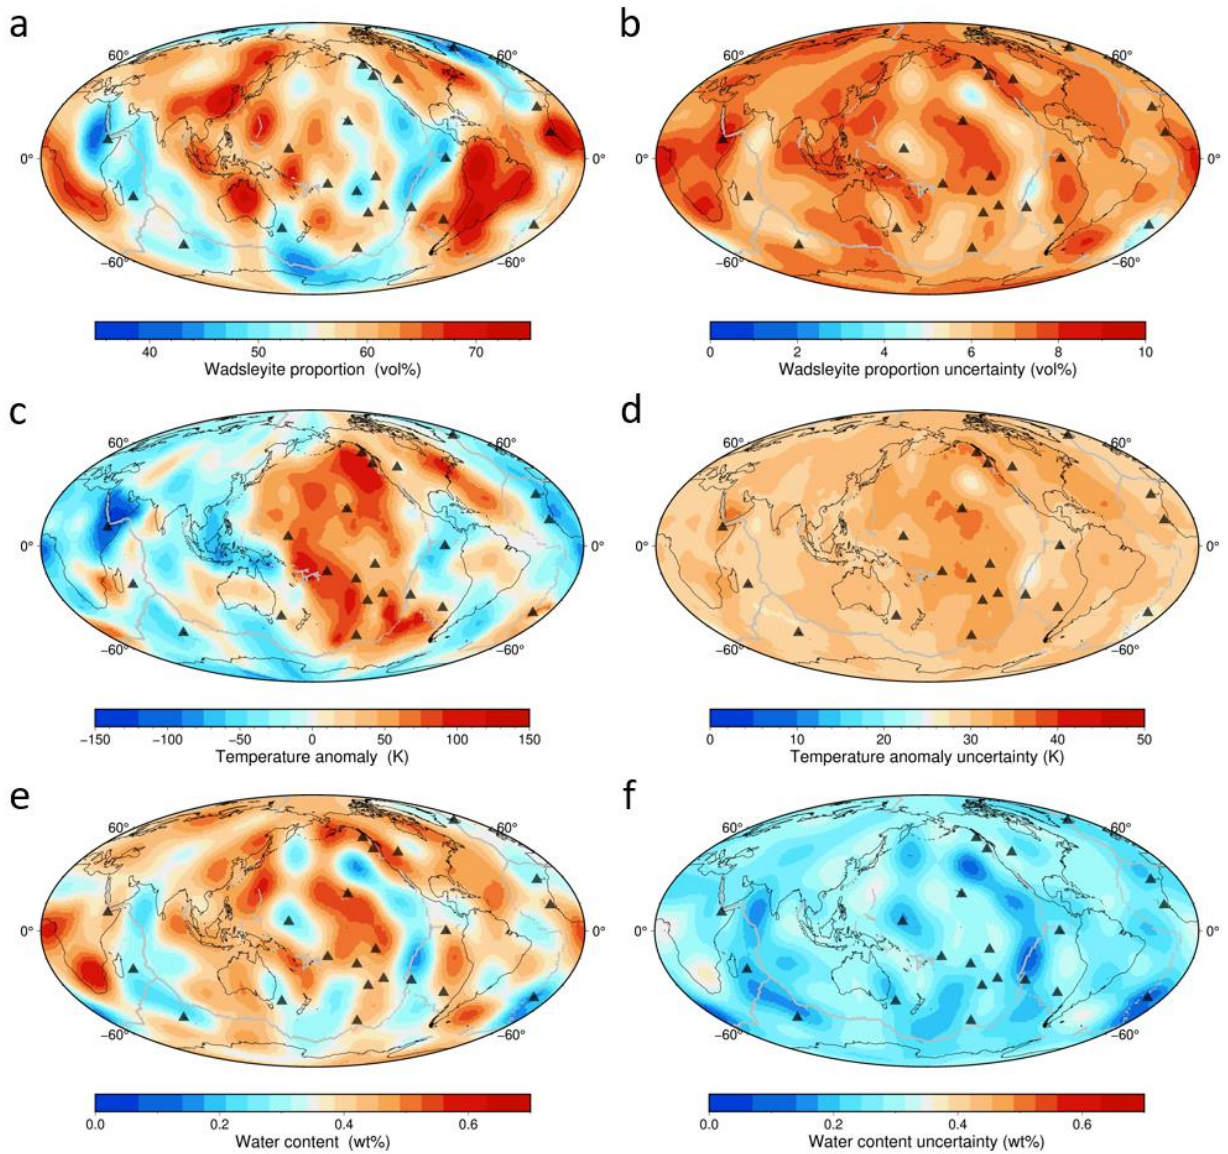 a
b
60°
60°
60°
60°
0°
0°
0°
0°
−60°
−60°
−60°
−60°
40 50 60 70
0 2 4 6 8 10
Wadsleyite proportion (vol%)
Wadsleyite proportion uncertainty (vol%)
c
d
60°
60°
60°
60°
0°
0°
0°
0°
−60°
−60°
−60°
−60°
−150 −100 −50 0 50 100 150
0 10 20 30 40 50
Temperature anomaly (K)
Temperature anomaly uncertainty (K)
e
f
60°
60°
60°
60°
0°
0°
0°
0°
−60°
−60°
−60°
−60°
0.0 0.2 0.4 0.6
0.0 0.2 0.4 0.6
Water content (wt%)
Water content uncertainty (wt%)